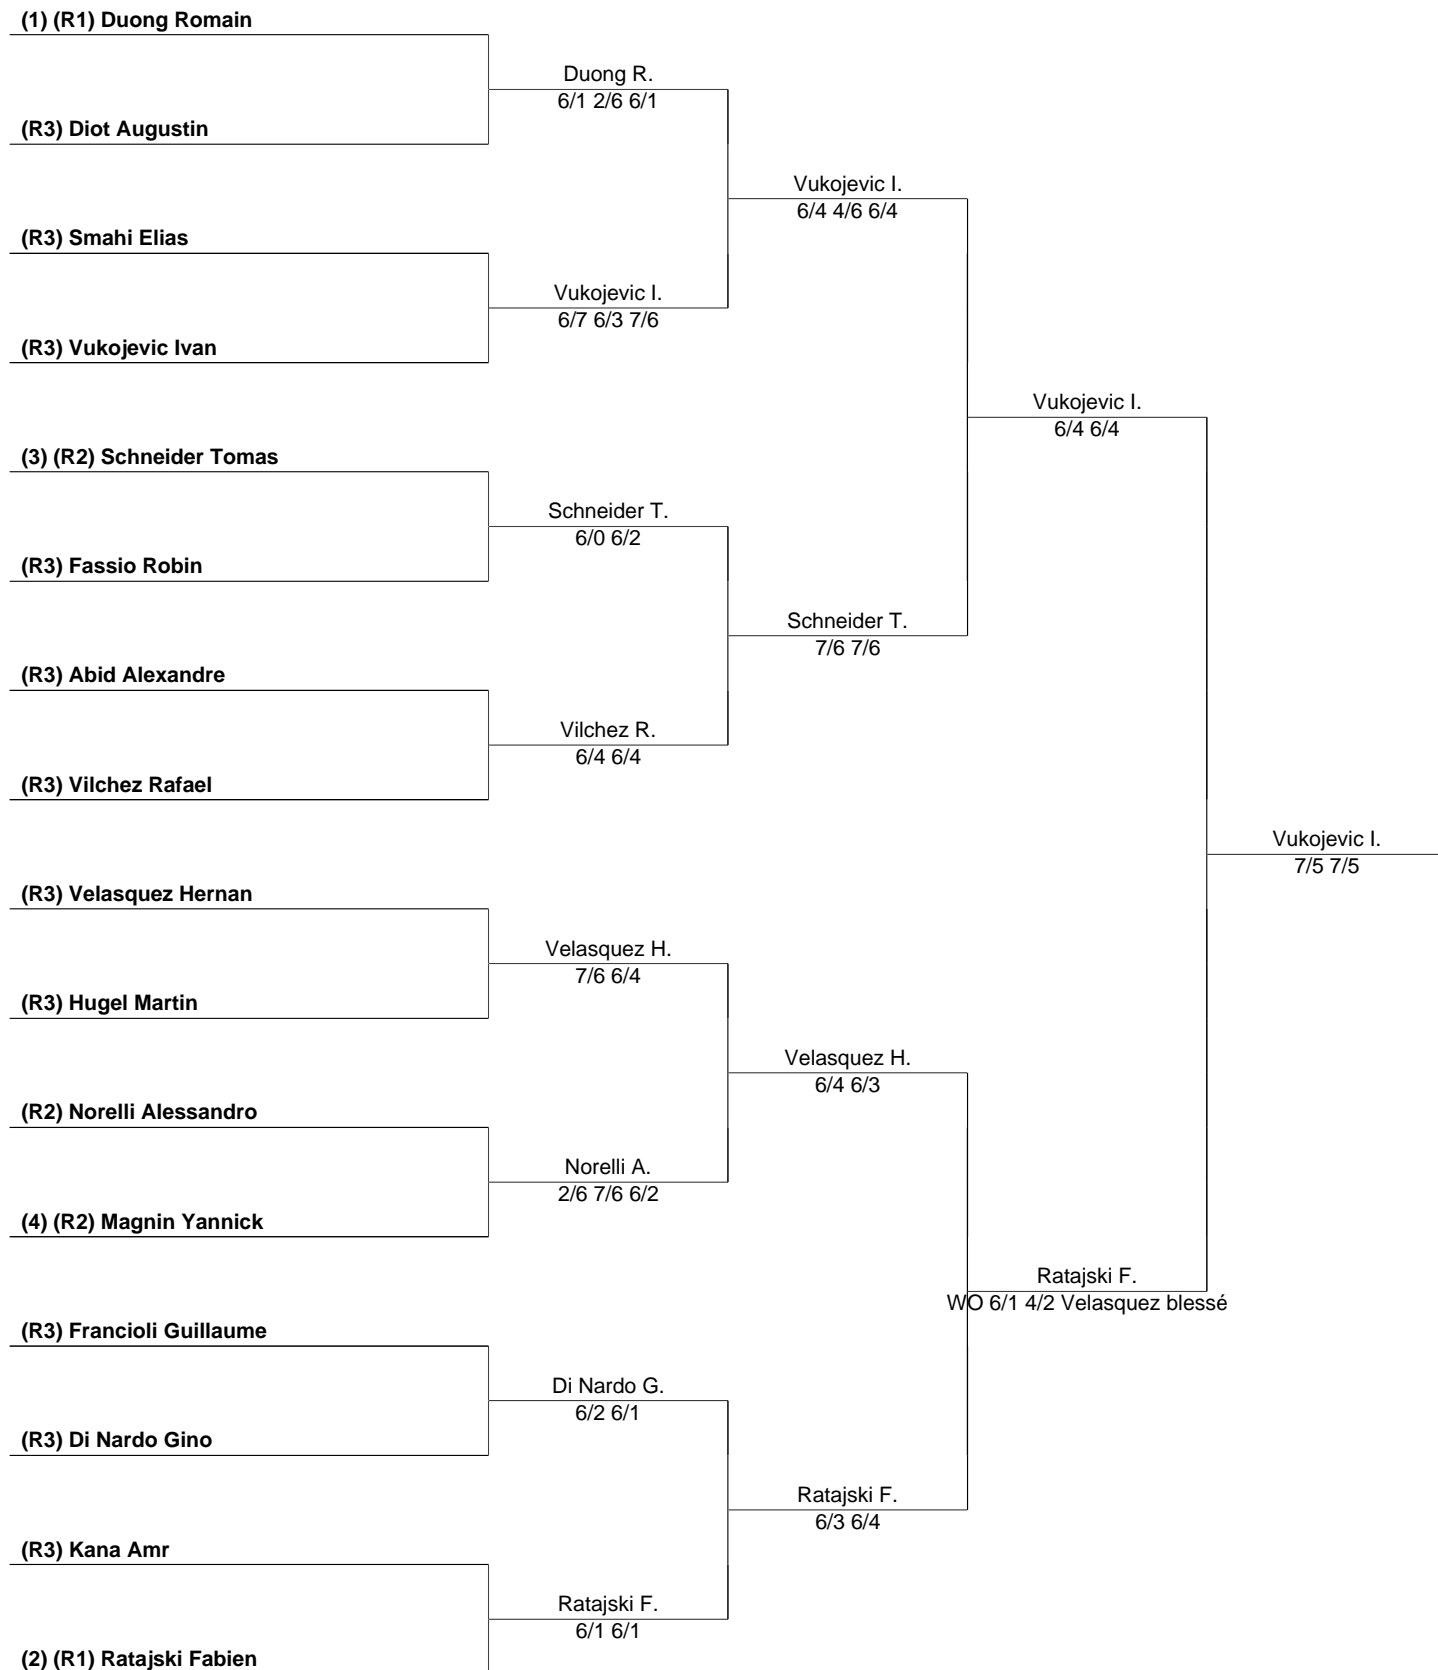 (1) (R1) Duong Romain
Duong R.
6/1 2/6 6/1
(R3) Diot Augustin
Vukojevic I.
6/4 4/6 6/4
(R3) Smahi Elias
Vukojevic I.
6/7 6/3 7/6
(R3) Vukojevic Ivan
Vukojevic I.
6/4 6/4
(3) (R2) Schneider Tomas
Schneider T.
6/0 6/2
(R3) Fassio Robin
Schneider T.
7/6 7/6
(R3) Abid Alexandre
Vilchez R.
6/4 6/4
(R3) Vilchez Rafael
Vukojevic I.
7/5 7/5
(R3) Velasquez Hernan
Velasquez H.
7/6 6/4
(R3) Hugel Martin
Velasquez H.
6/4 6/3
(R2) Norelli Alessandro
Norelli A.
2/6 7/6 6/2
(4) (R2) Magnin Yannick
Ratajski F.
WO 6/1 4/2 Velasquez blessé
(R3) Francioli Guillaume
Di Nardo G.
6/2 6/1
(R3) Di Nardo Gino
Ratajski F.
6/3 6/4
(R3) Kana Amr
Ratajski F.
6/1 6/1
(2) (R1) Ratajski Fabien